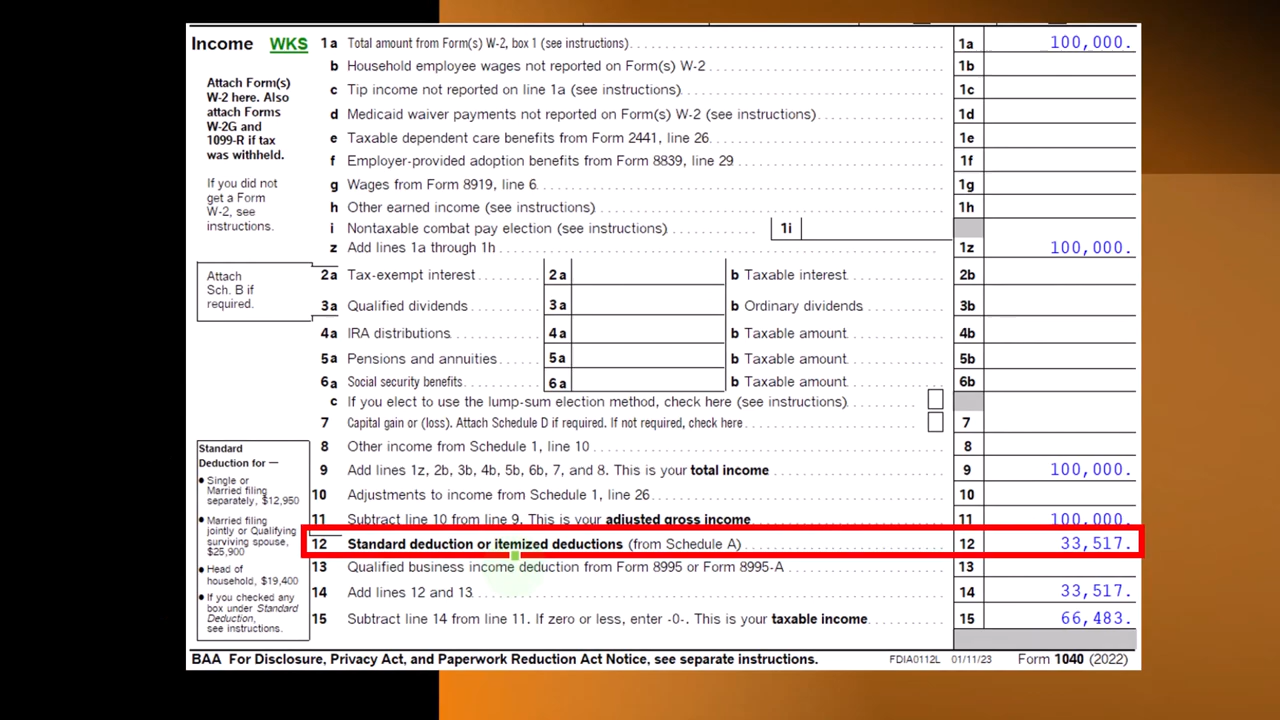 Income WKS 1a Total amount from Form(s) W-2, box 1 (see instructions) 1a 100,000.
b Household employee wages not reported on Form(s) W-2 1b
c Tip income not reported on line 1a (see instructions) 1c
d Medicaid waiver payments not reported on Form(s) W-2 (see instructions) 1d
e Taxable dependent care benefits from Form 2441, line 26 1e
f Employer-provided adoption benefits from Form 8839, line 29 1f
g Wages from Form 8919, line 6 1g
h Other earned income (see instructions) 1h
i Nontaxable combat pay election (see instructions) 1i
z Add lines 1a through 1h 1z 100,000.
Attach Form(s)
W-2 here. Also
attach Forms
W-2G and
1099-R if tax
was withheld.
If you did not
get a Form
W-2, see
instructions.
2a Tax-exempt interest 2a b Taxable interest 2b
3a Qualified dividends 3a b Ordinary dividends 3b
4a IRA distributions 4a b Taxable amount 4b
5a Pensions and annuities 5a b Taxable amount 5b
6a Social security benefits 6a b Taxable amount 6b
Attach
Sch. B if
required.
c If you elect to use the lump-sum election method, check here (see instructions)
7 Capital gain or (loss). Attach Schedule D if required. If not required, check here 7
8 Other income from Schedule 1, line 10 8
9 Add lines 1z, 2b, 3b, 4b, 5b, 6b, 7, and 8. This is your total income 9 100,000.
10 Adjustments to income from Schedule 1, line 26 10
11 Subtract line 10 from line 9. This is your adjusted gross income 11 100,000.
12 Standard deduction or itemized deductions (from Schedule A) 12 33,517.
13 Qualified business income deduction from Form 8995 or Form 8995-A 13
14 Add lines 12 and 13 14 33,517.
15 Subtract line 14 from line 11. If zero or less, enter -0-. This is your taxable income 15 66,483.
Standard
Deduction for —
● Single or
Married filing
separately, $12,950
● Married filing
jointly or Qualifying
surviving spouse,
$25,900
● Head of
household, $19,400
● If you checked any
box under Standard
Deduction,
see instructions.
BAA For Disclosure, Privacy Act, and Paperwork Reduction Act Notice, see separate instructions. FDIA0112L 01/11/23 Form 1040 (2022)